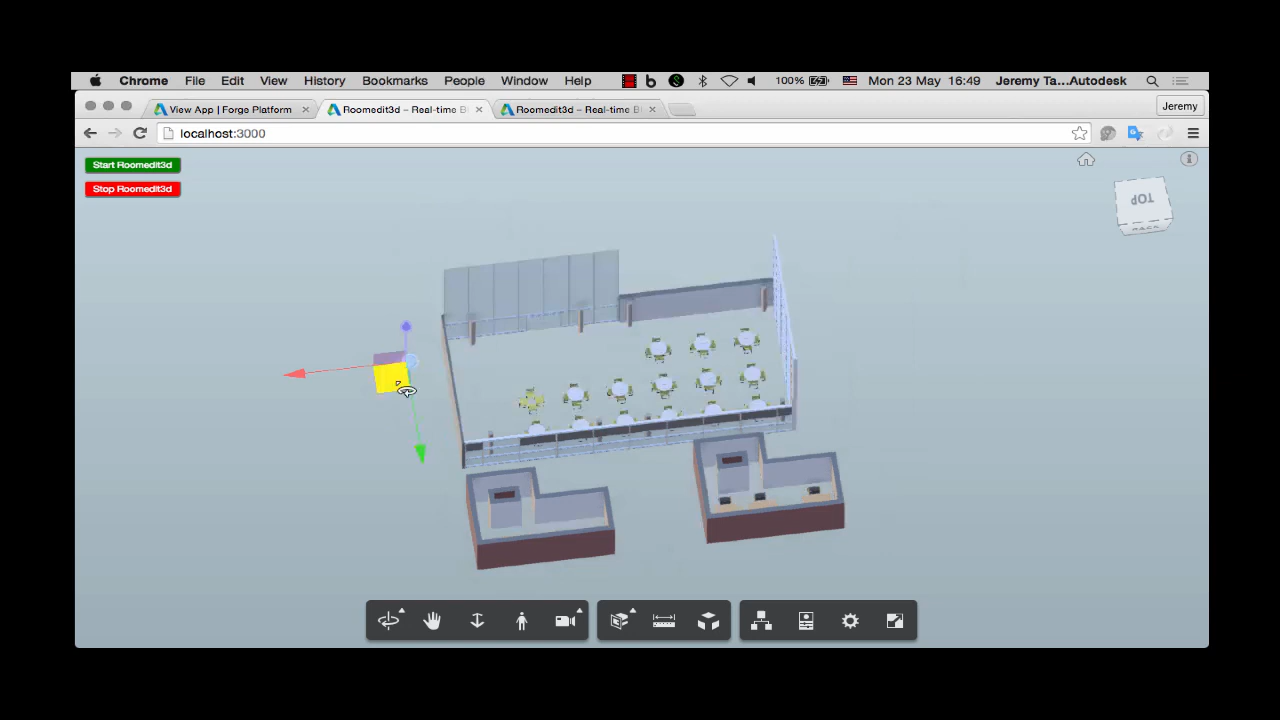 Chrome File Edit View History Bookmarks People Window Help 100% Mon 23 May 16:49 Jeremy Ta...Autodesk
View App | Forge Platform Roomedit3d – Real-time B Roomedit3d – Real-time B Jeremy
localhost:3000
Start Roomedit3d
Stop Roomedit3d
TOP
BACK